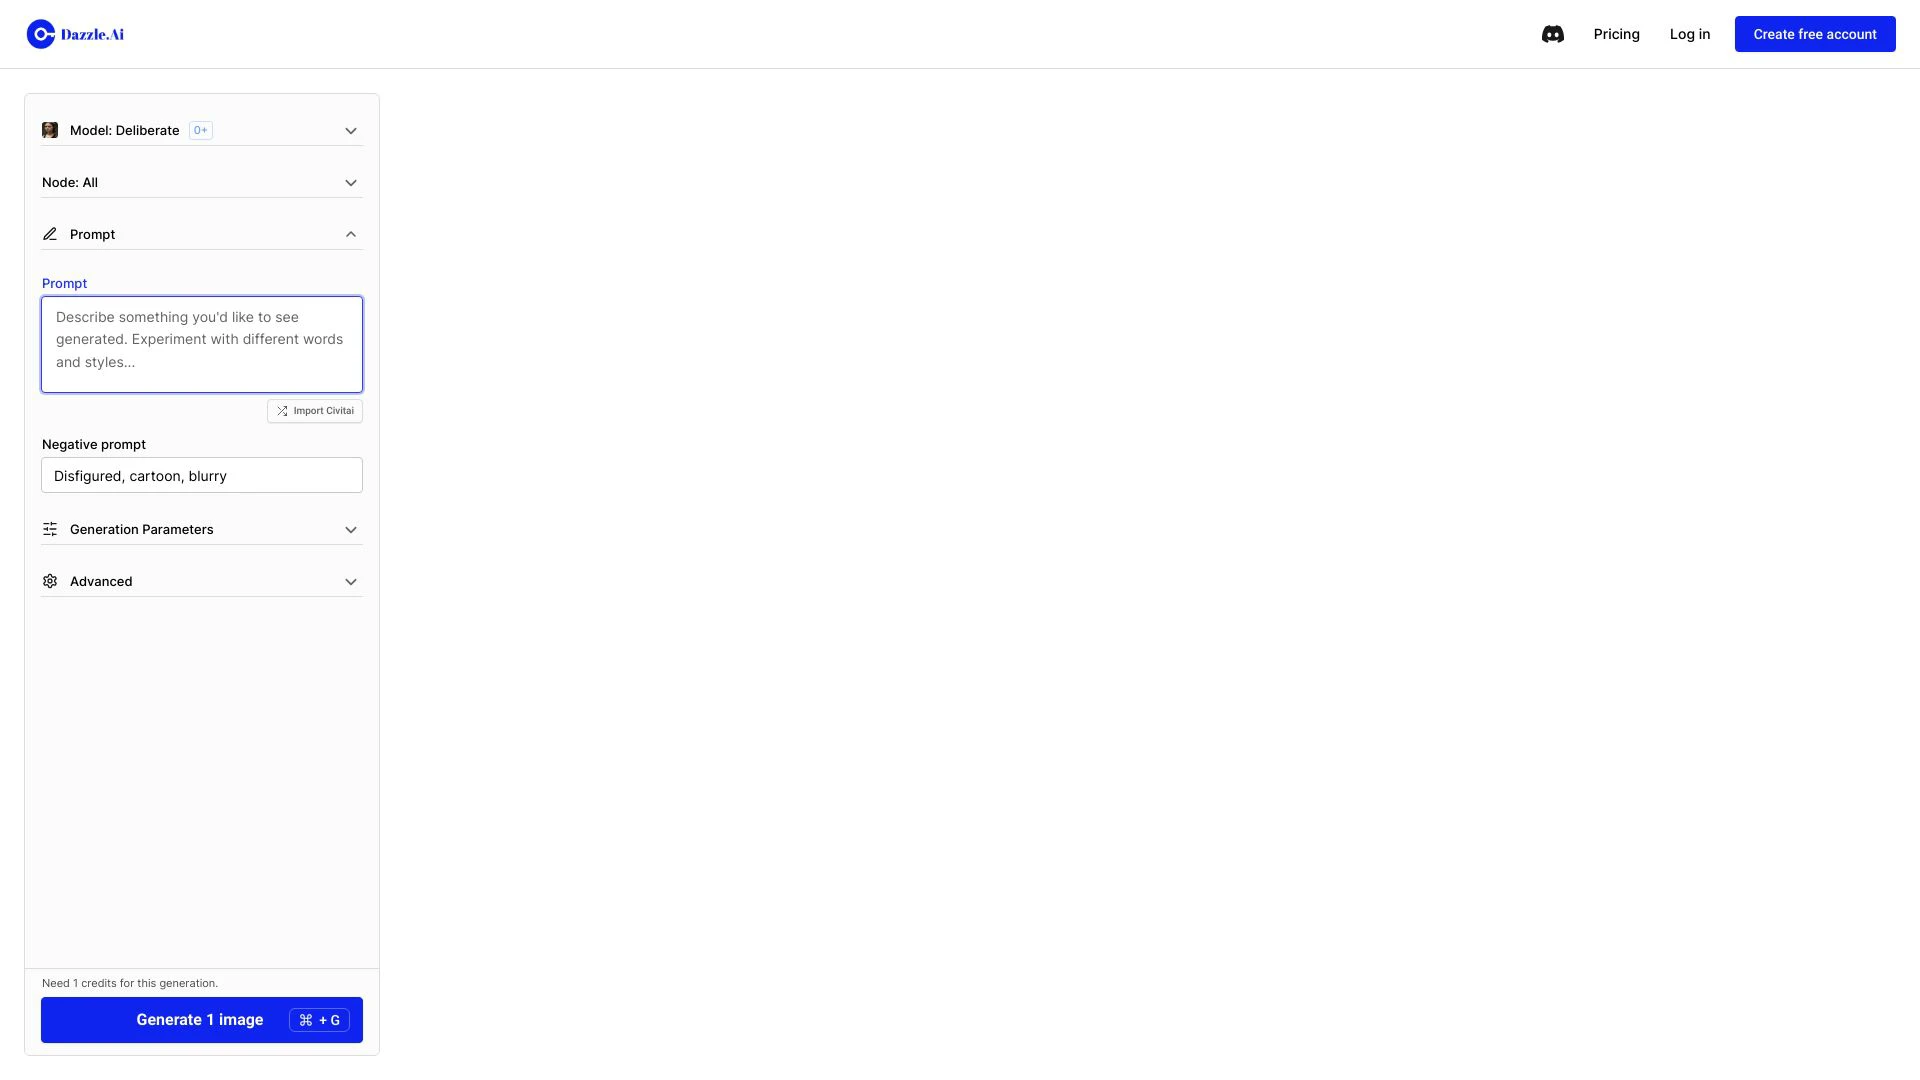 Dazzle.Ai
Pricing
Log in
Create free account
Model: Deliberate 0+
Node: All
Prompt
Prompt
Describe something you'd like to see
generated. Experiment with different words
and styles...
Import Civitai
Negative prompt
Disfigured, cartoon, blurry
Generation Parameters
Advanced
Need 1 credits for this generation.
Generate 1 image ⌘ + G